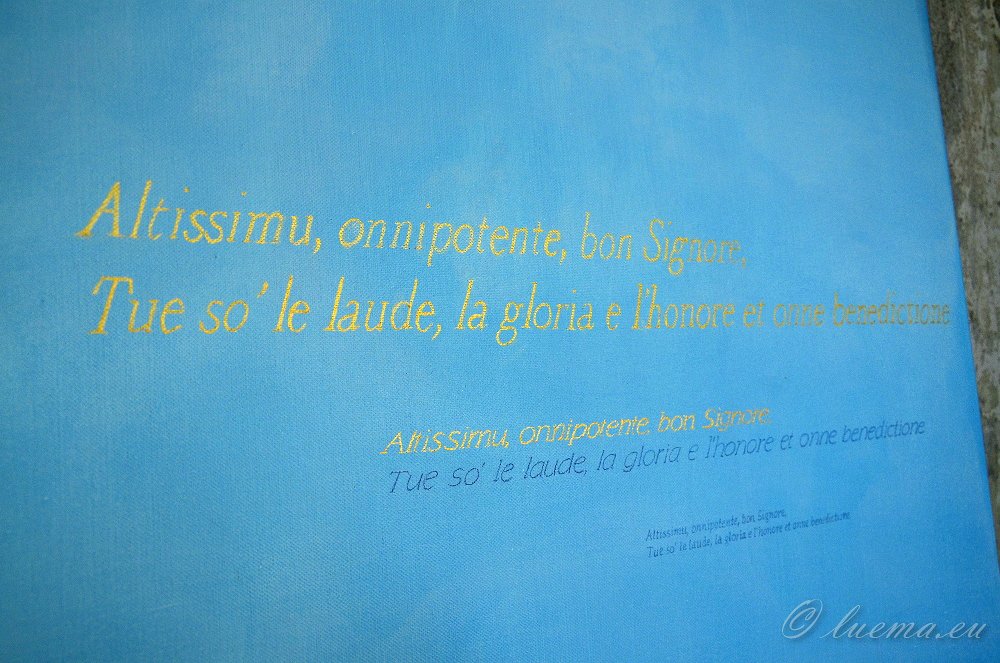 Altissimu, onnipotente, bon Signore,
Tue so' le laude, la gloria e l'honore et onne benedictione
Altissimu, onnipotente, bon Signore,
Tue so' le laude, la gloria e l'honore et onne benedictione
Altissimu, onnipotente, bon Signore,
Tue so' le laude, la gloria e l'honore et onne benedictione
© luema.eu